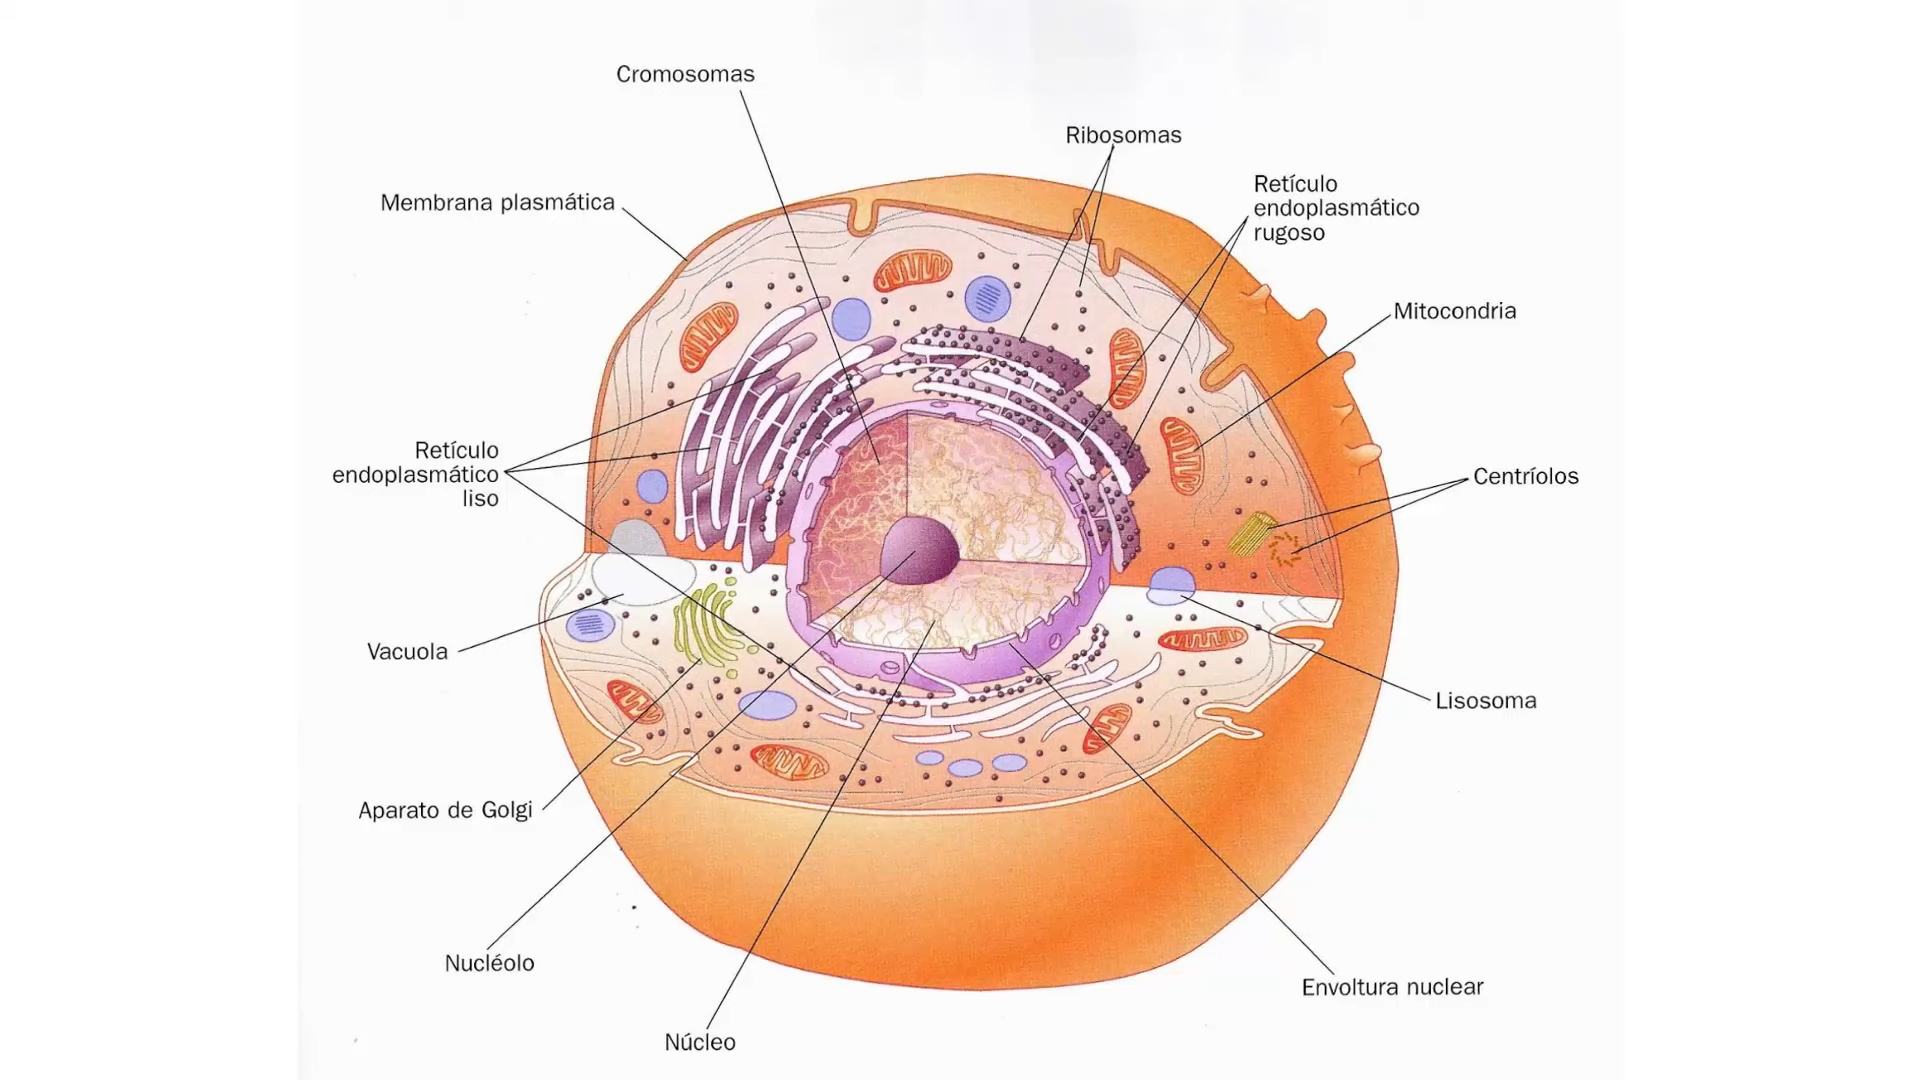 Cromosomas
Ribosomas
Retículo
endoplasmático
rugoso
Membrana plasmática
Mitocondria
Retículo
endoplasmático
liso
Centríolos
Vacuola
Lisosoma
Aparato de Golgi
Nucléolo
Envoltura nuclear
Núcleo